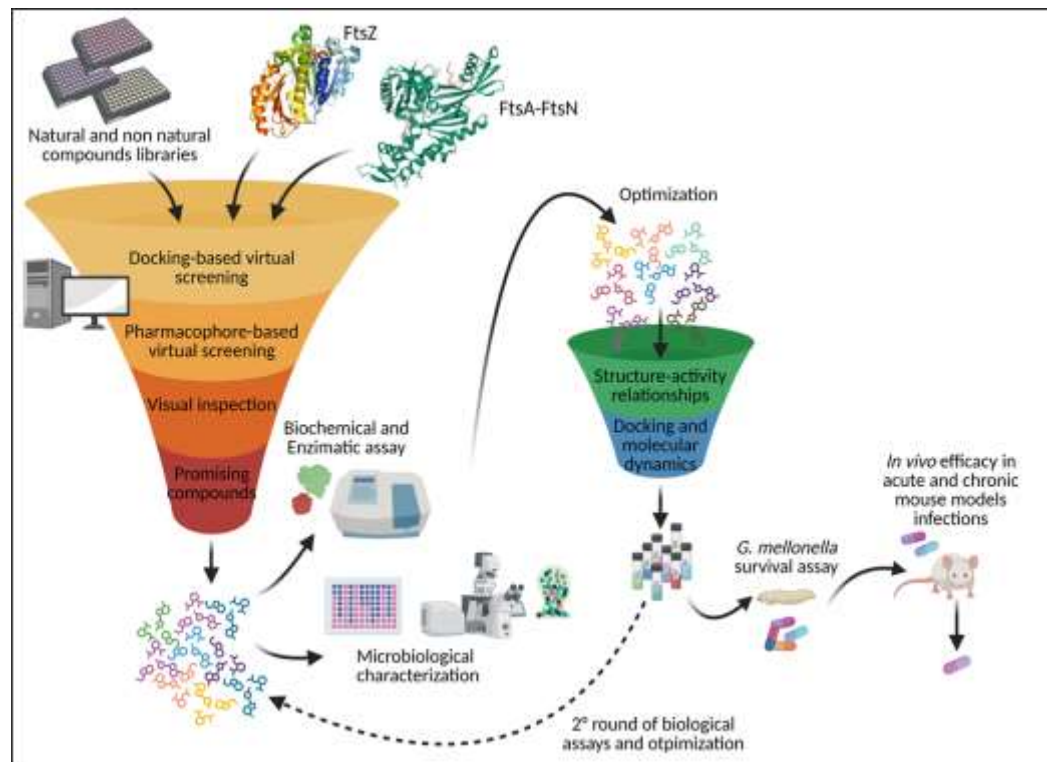 FtsZ
FtsA-FtsN
Natural and non natural
compounds libraries
Docking-based virtual
screening
Pharmacophore-based
virtual screening
Visual inspection
Promising
compounds
Biochemical and
Enzimatic assay
Microbiological
characterization
Optimization
Structure-activity
relationships
Docking and
molecular
dynamics
G. mellonella
survival assay
In vivo efficacy in
acute and chronic
mouse models
infections
2° round of biological
assays and otpimization